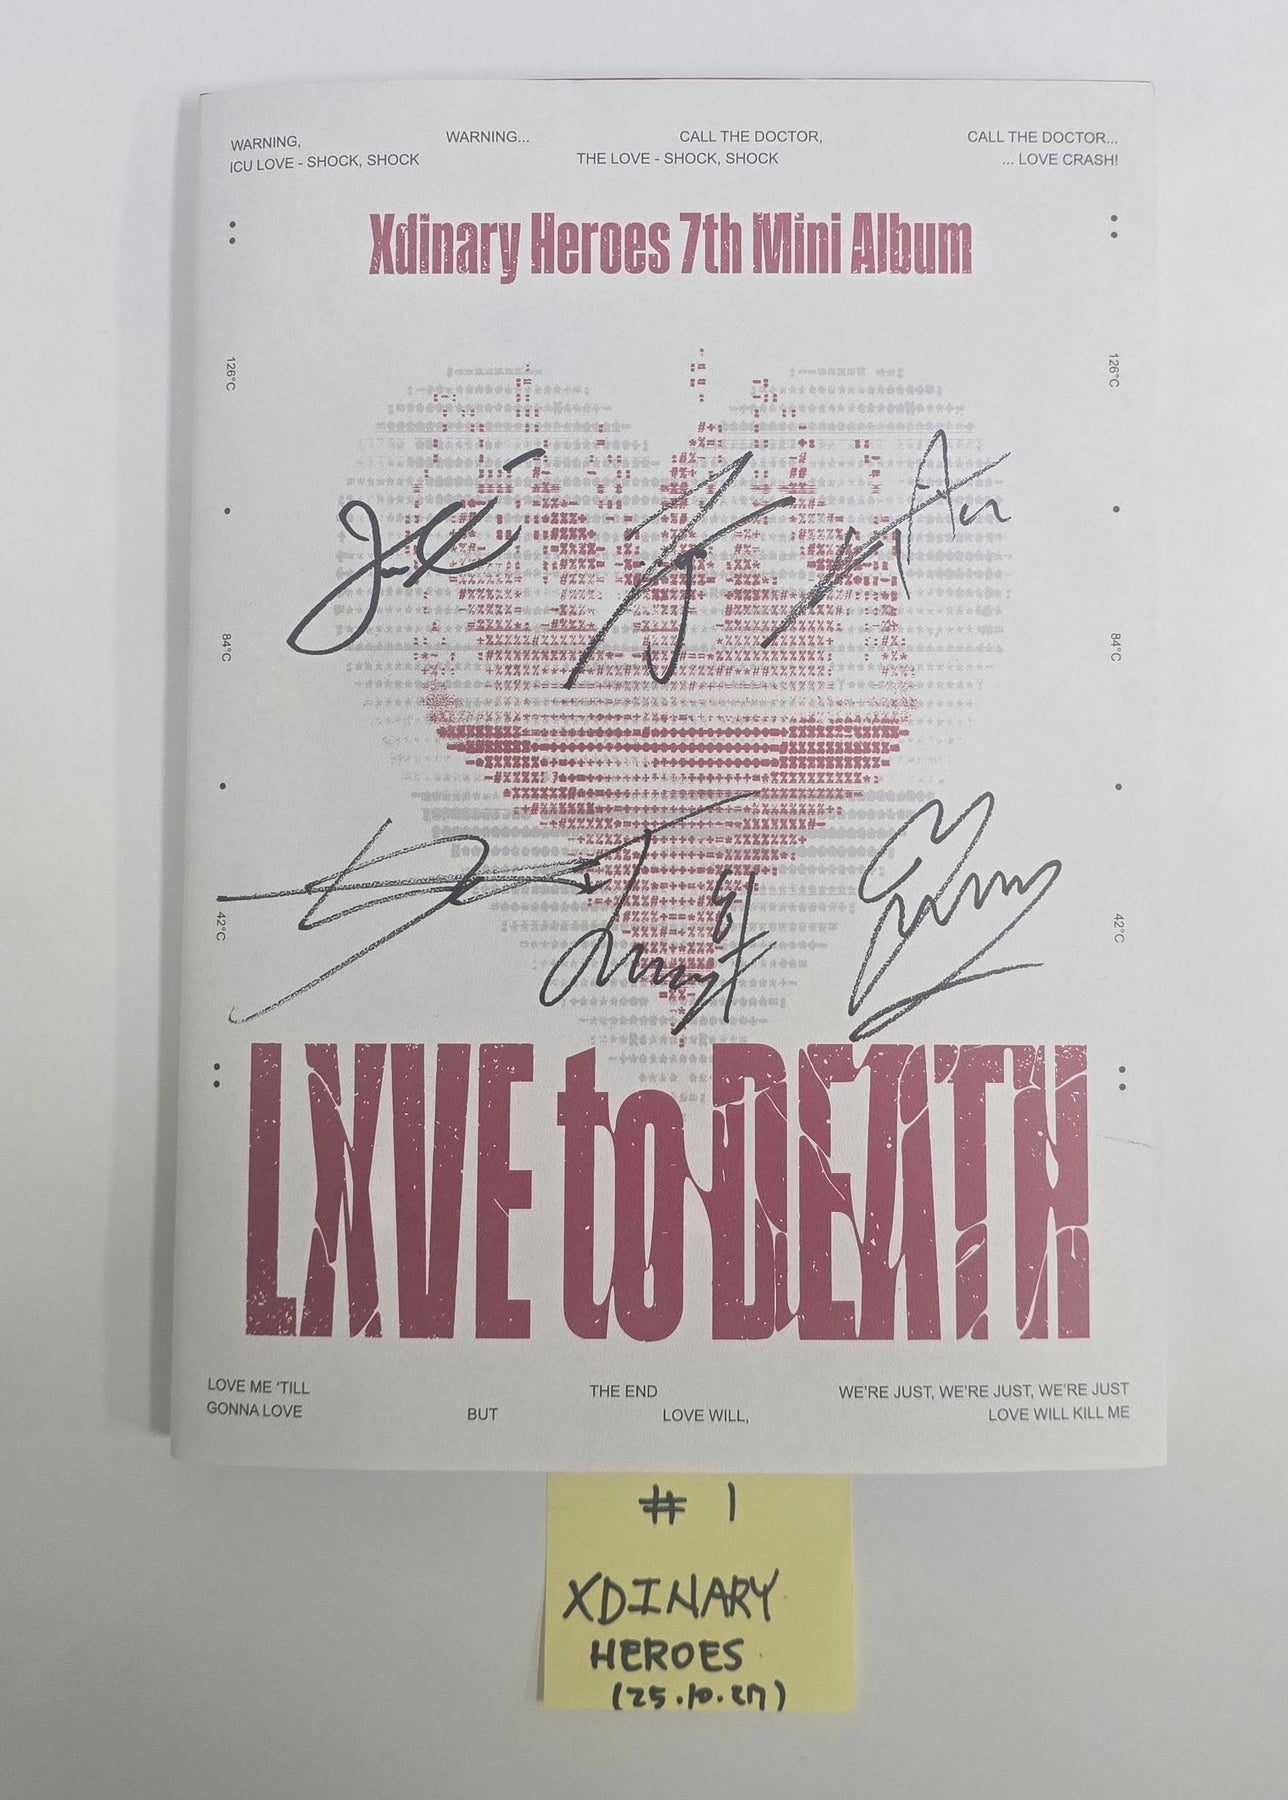 WARNING, WARNING... CALL THE DOCTOR, CALL THE DOCTOR...
ICU LOVE - SHOCK, SHOCK THE LOVE - SHOCK, SHOCK ... LOVE CRASH!
Xdinary Heroes 7th Mini Album
126°C 126°C
84°C 84°C
42°C 42°C
LXVE to DEATH
LOVE ME ‘TILL THE END WE’RE JUST, WE’RE JUST, WE’RE JUST
GONNA LOVE BUT LOVE WILL, LOVE WILL KILL ME
# 1
XDINARY
HEROES
(25.10.27)